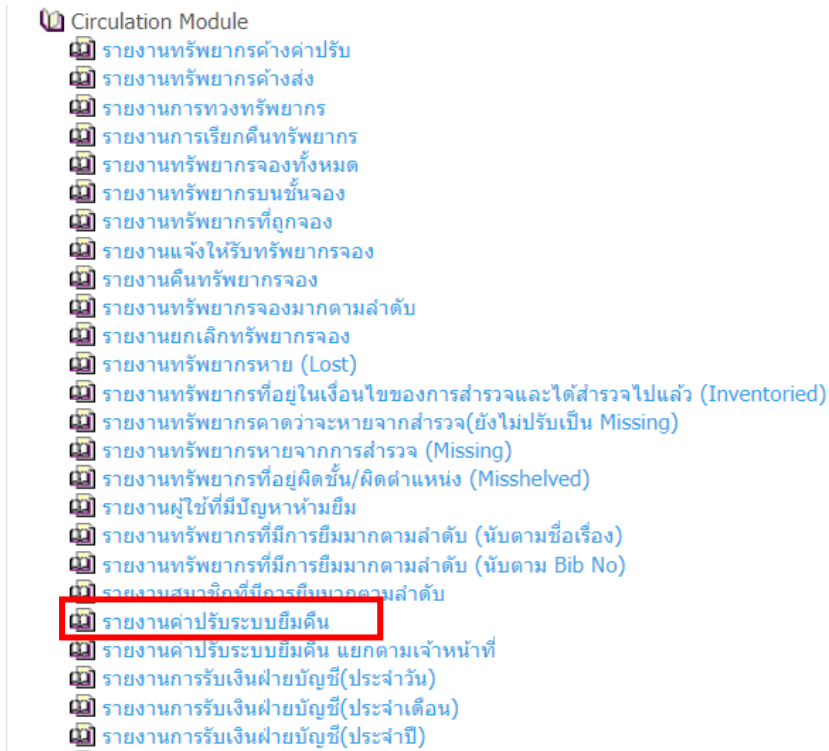 Circulation Module
รายงานทรัพยากรค้างค่าปรับ
รายงานทรัพยากรค้างส่ง
รายงานการทวงทรัพยากร
รายงานการเรียกคืนทรัพยากร
รายงานทรัพยากรจองทั้งหมด
รายงานทรัพยากรบนชั้นจอง
รายงานทรัพยากรที่ถูกจอง
รายงานแจ้งให้รับทรัพยากรจอง
รายงานคืนทรัพยากรจอง
รายงานทรัพยากรจองมากตามลำดับ
รายงานยกเลิกทรัพยากรจอง
รายงานทรัพยากรหาย (Lost)
รายงานทรัพยากรที่อยู่ในเงื่อนไขของการสำรวจและได้สำรวจไปแล้ว (Inventoried)
รายงานทรัพยากรคาดว่าจะหายจากสำรวจ(ยังไม่ปรับเป็น Missing)
รายงานทรัพยากรหายจากการสำรวจ (Missing)
รายงานทรัพยากรที่อยู่ผิดชั้น/ผิดตำแหน่ง (Misshelved)
รายงานผู้ใช้ที่มีปัญหาห้ามยืม
รายงานทรัพยากรที่มีการยืมมากตามลำดับ (นับตามชื่อเรื่อง)
รายงานทรัพยากรที่มีการยืมมากตามลำดับ (นับตาม Bib No)
รายงานสมาชิกที่มีการยืมมากตามลำดับ
รายงานค่าปรับระบบยืมคืน
รายงานค่าปรับระบบยืมคืน แยกตามเจ้าหน้าที่
รายงานการรับเงินฝ่ายบัญชี(ประจำวัน)
รายงานการรับเงินฝ่ายบัญชี(ประจำเดือน)
รายงานการรับเงินฝ่ายบัญชี(ประจำปี)